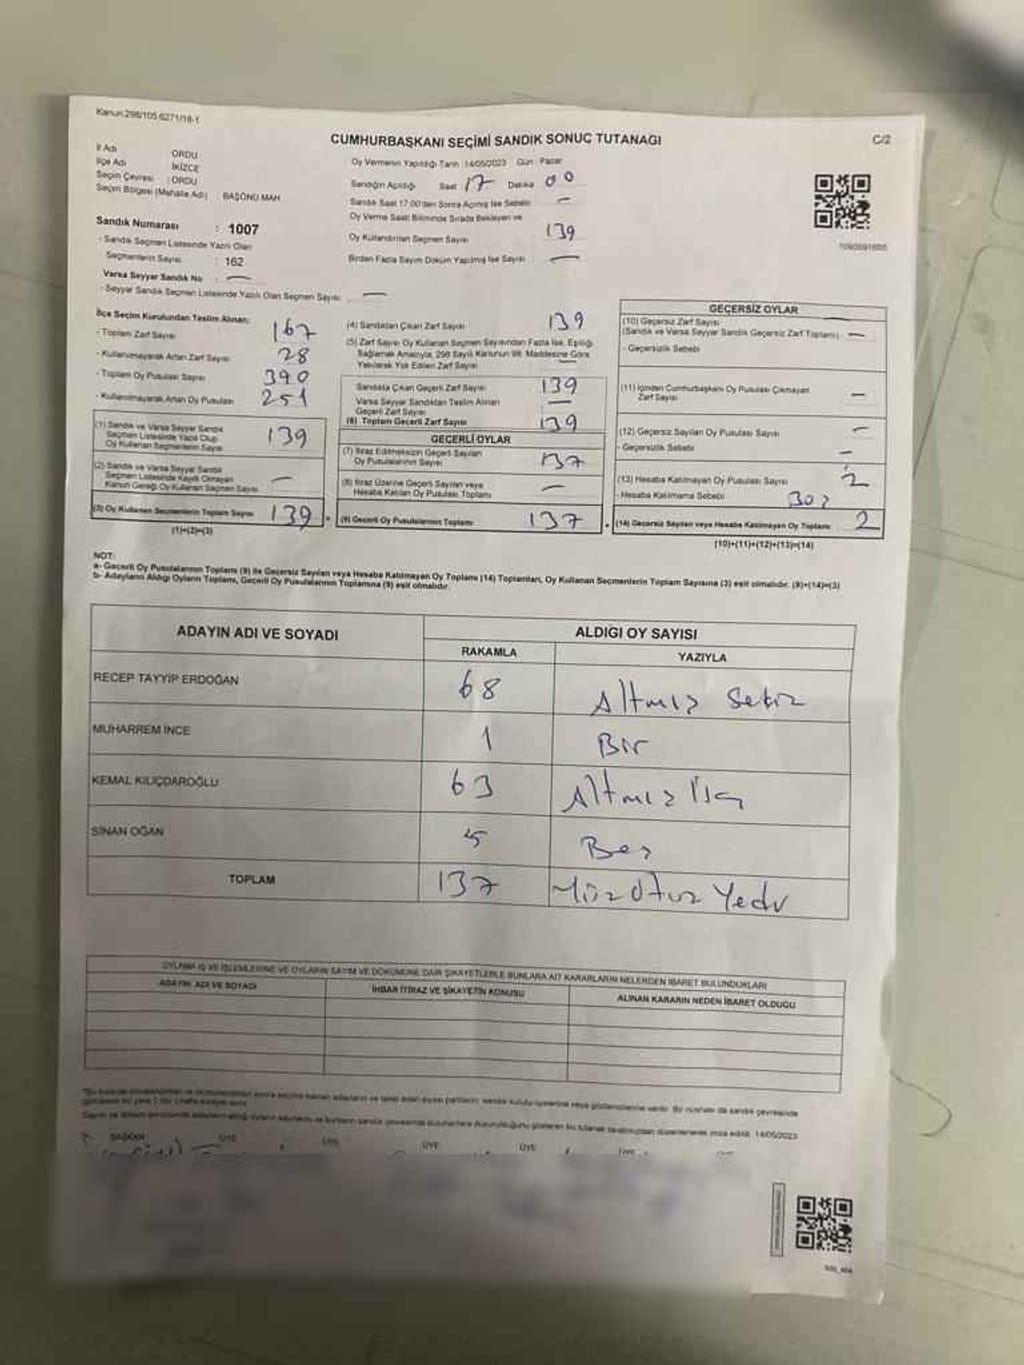 Kanun:298/105.6271/18-1
CUMHURBAŞKANI SEÇİMİ SANDIK SONUÇ TUTANAĞI
C/2
İl Adı ORDU
İlçe Adı İKİZCE
Seçim Çevresi : ORDU
Seçim Bölgesi (Mahalle Adı) BAŞÖNÜ MAH
Oy Vermenin Yapıldığı Tarih :14/05/2023 Gün: Pazar
Sandığın Açıldığı Saat 17 Dakika 00
Sandık Saat 17:00'den Sonra Açılmış İse Sebebi: —
Oy Verme Saati Bitiminde Sırada Bekleyen ve
Oy Kullandırılan Seçmen Sayısı 139
Birden Fazla Sayım Döküm Yapılmış İse Sayısı —
Sandık Numarası : 1007
- Sandık Seçmen Listesinde Yazılı Olan
Seçmenlerin Sayısı : 162
Varsa Seyyar Sandık No : —
- Seyyar Sandık Seçmen Listesinde Yazılı Olan Seçmen Sayısı —
İlçe Seçim Kurulundan Teslim Alınan:
- Toplam Zarf Sayısı 167
- Kullanılmayarak Artan Zarf Sayısı 28
- Toplam Oy Pusulası Sayısı 390
- Kullanılmayarak Artan Oy Pusulası 251
(1) Sandık ve Varsa Seyyar Sandık
Seçmen Listesinde Yazılı Olup
Oy Kullanan Seçmenlerin Sayısı 139
(2) Sandık ve Varsa Seyyar Sandık
Seçmen Listesinde Kayıtlı Olmayan
Kanun Gereği Oy Kullanan Seçmen Sayısı —
(3) Oy Kullanan Seçmenlerin Toplam Sayısı 139
(1)+(2)=(3)
(4) Sandıktan Çıkan Zarf Sayısı 139
(5) Zarf Sayısı Oy Kullanan Seçmen Sayısından Fazla İse, Eşitliği
Sağlamak Amacıyla, 298 Sayılı Kanunun 98. Maddesine Göre
Yakılarak Yok Edilen Zarf Sayısı —
Sandıkta Çıkan Geçerli Zarf Sayısı 139
Varsa Seyyar Sandıktan Teslim Alınan
Geçerli Zarf Sayısı —
(6) Toplam Geçerli Zarf Sayısı 139
GEÇERLİ OYLAR
(7) İtiraz Edilmeksizin Geçerli Sayılan
Oy Pusulalarının Sayısı 137
(8) İtiraz Üzerine Geçerli Sayılan veya
Hesaba Katılan Oy Pusulası Toplamı —
(9) Geçerli Oy Pusulalarının Toplamı 137
GEÇERSİZ OYLAR
(10) Geçersiz Zarf Sayısı
(Sandık ve Varsa Seyyar Sandık Geçersiz Zarf Toplamı) —
- Geçersizlik Sebebi
(11) İçinden Cumhurbaşkanı Oy Pusulası Çıkmayan
Zarf Sayısı —
(12) Geçersiz Sayılan Oy Pusulası Sayısı —
- Geçersizlik Sebebi —
(13) Hesaba Katılmayan Oy Pusulası Sayısı 2
- Hesaba Katılmama Sebebi
(14) Geçersiz Sayılan veya Hesaba Katılmayan Oy Toplamı 2
(10)+(11)+(12)+(13)=(14)
NOT:
a- Geçerli Oy Pusulalarının Toplamı (9) ile Geçersiz Sayılan veya Hesaba Katılmayan Oy Toplamı (14) Toplamları, Oy Kullanan Seçmenlerin Toplam Sayısına (3) eşit olmalıdır. (9)+(14)=(3)
b- Adayların Aldığı Oyların Toplamı, Geçerli Oy Pusulalarının Toplamına (9) eşit olmalıdır.
ADAYIN ADI VE SOYADI ALDIĞI OY SAYISI
RAKAMLA YAZIYLA
RECEP TAYYİP ERDOĞAN 68 Altmış Sekiz
MUHARREM İNCE 1 Bir
KEMAL KILIÇDAROĞLU 63 Altmış Üç
SİNAN OĞAN 5 Beş
TOPLAM 137 Yüz Otuz Yedi
OYLAMA İŞ VE İŞLEMLERİNE VE OYLARIN SAYIM VE DÖKÜMÜNE DAİR ŞİKAYETLERLE BUNLARA AİT KARARLARIN NELERDEN İBARET BULUNDUKLARI
ADAYIN ADI VE SOYADI İHBAR İTİRAZ VE ŞİKAYETİN KONUSU ALINAN KARARIN NEDEN İBARET OLDUĞU
BAŞKAN ÜYE ÜYE ÜYE ÜYE ÜYE